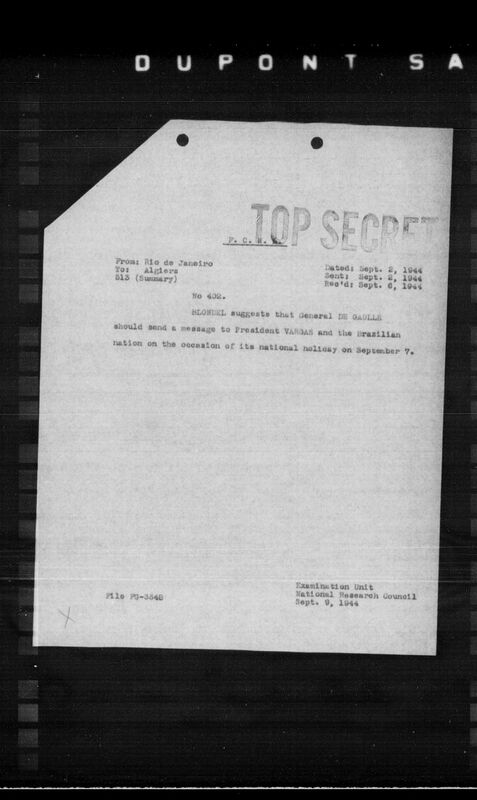 DUPONT SA
TOP SECRET
From: Rio de Janeiro
To: Algiers
513 (Summary)
Dated: Sept. 2, 1944
Sent: Sept. 2, 1944
Rec'd: Sept. 6, 1944
No 402.
BLONDEL suggests that General DE GAULLE
should send a message to President VARGAS and the Brazilian
nation on the occasion of its national holiday on September 7.
File FG-3348
Examination Unit
National Research Council
Sept. 9, 1944